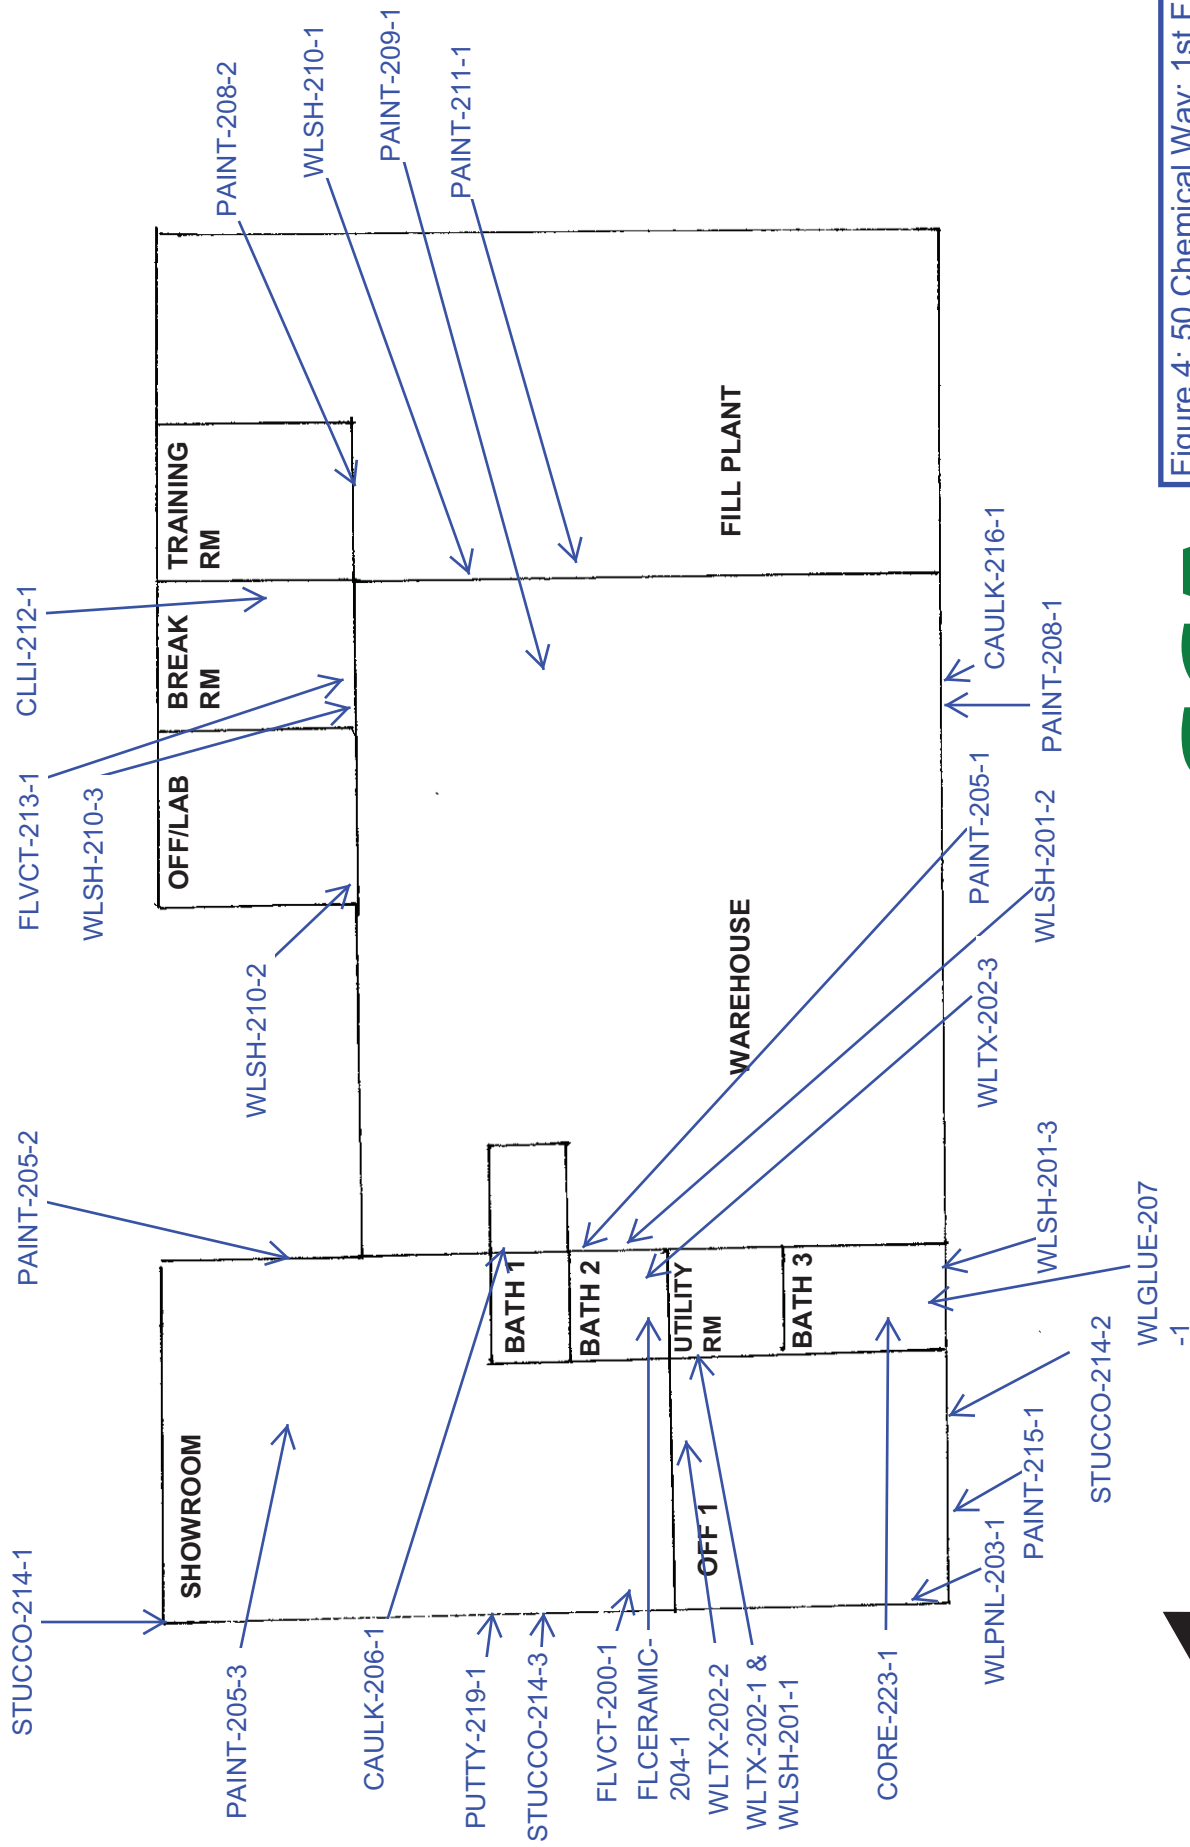 STUCCO-214-1
PAINT-205-3
CAULK-206-1
PUTTY-219-1
STUCCO-214-3
FLVCT-200-1
FLCERAMIC-
204-1
WLTX-202-2
WLTX-202-1 &
WLSH-201-1
CORE-223-1
WLPNL-203-1
PAINT-215-1
STUCCO-214-2
WLGLUE-207
-1
WLSH-201-3
WLTX-202-3
WLSH-201-2
PAINT-205-1
PAINT-208-1
CAULK-216-1
PAINT-205-2
WLSH-210-2
WLSH-210-3
FLVCT-213-1
CLLI-212-1
PAINT-208-2
WLSH-210-1
PAINT-209-1
PAINT-211-1
SHOWROOM
OFF 1
BATH 1
BATH 2
UTILITY
RM
BATH 3
WAREHOUSE
OFF/LAB
BREAK
RM
TRAINING
RM
FILL PLANT
Figure 4: 50 Chemical Way: 1st